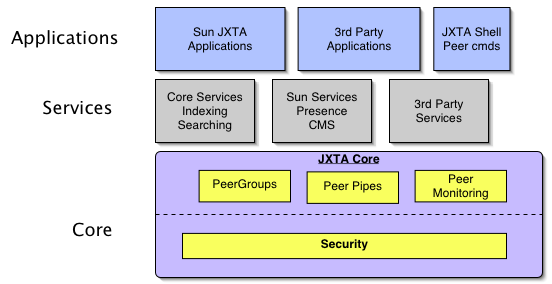 Applications
Sun JXTA
Applications
3rd Party
Applications
JXTA Shell
Peer cmds
Services
Core Services
Indexing
Searching
Sun Services
Presence
CMS
3rd Party
Services
JXTA Core
PeerGroups
Peer Pipes
Peer
Monitoring
Core
Security